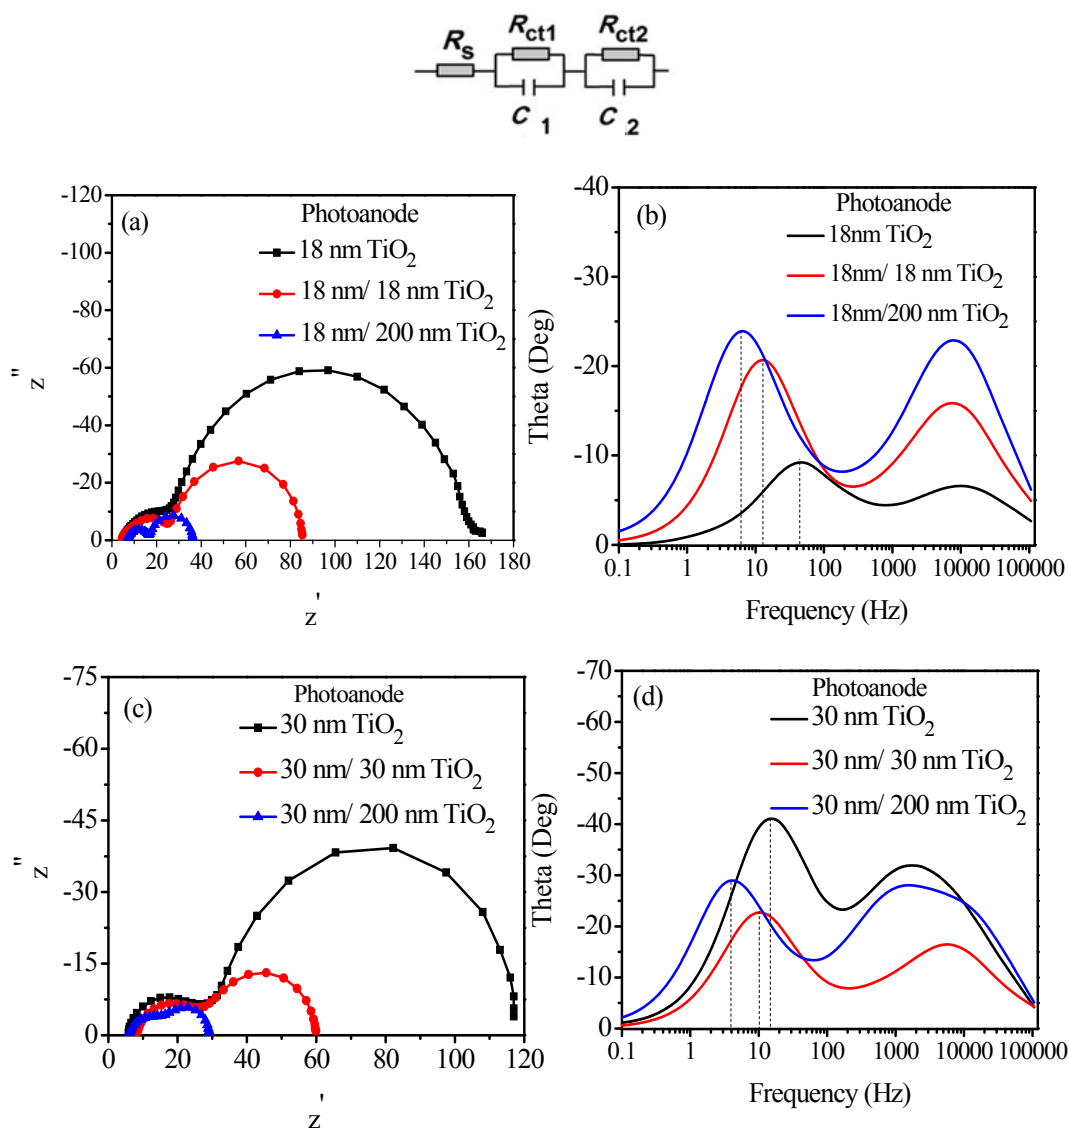 Rs
Rct1
Rct2
C 1
C 2
(a)
Photoanode
18 nm TiO2
18 nm/ 18 nm TiO2
18 nm/ 200 nm TiO2
-120
-100
-80
-60
-40
-20
0
z"
0 20 40 60 80 100 120 140 160 180
z'
(b)
Photoanode
18nm TiO2
18nm/ 18 nm TiO2
18nm/200 nm TiO2
-40
-30
-20
-10
0
Theta (Deg)
0.1 1 10 100 1000 10000 100000
Frequency (Hz)
(c)
Photoanode
30 nm TiO2
30 nm/ 30 nm TiO2
30 nm/ 200 nm TiO2
-75
-60
-45
-30
-15
0
z"
0 20 40 60 80 100 120
z'
(d)
Photoanode
30 nm TiO2
30 nm/ 30 nm TiO2
30 nm/ 200 nm TiO2
-70
-60
-50
-40
-30
-20
-10
0
Theta (Deg)
0.1 1 10 100 1000 10000 100000
Frequency (Hz)